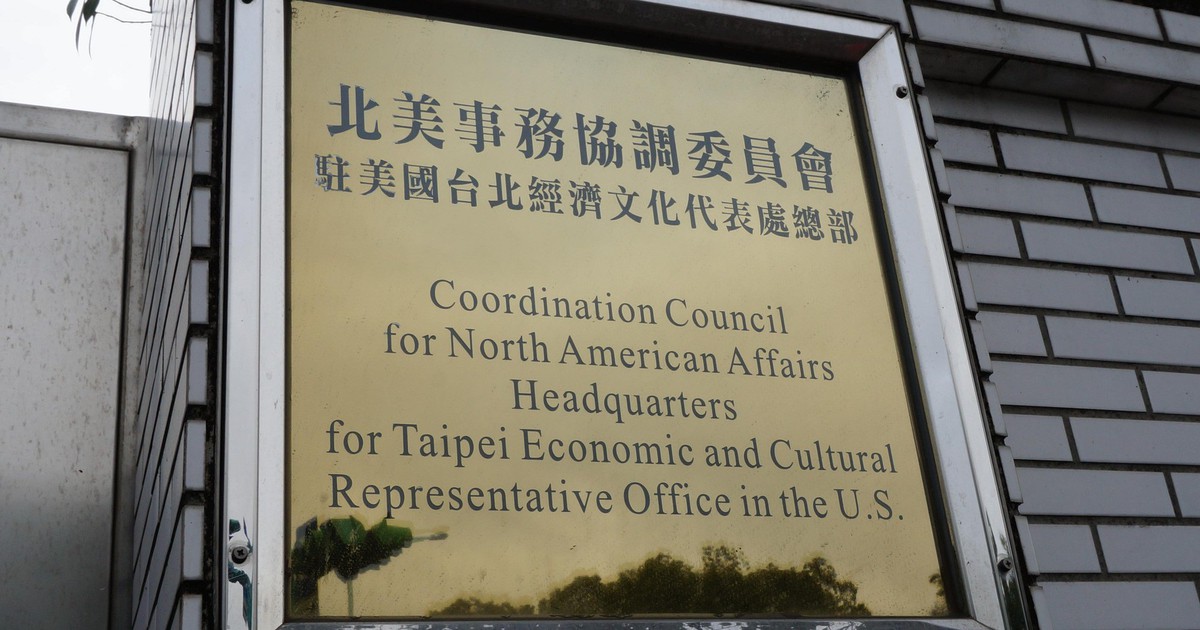 北美事務協調委員會
駐美國台北經濟文化代表處總部
Coordination Council
for North American Affairs
Headquarters
for Taipei Economic and Cultural
Representative Office in the U.S.